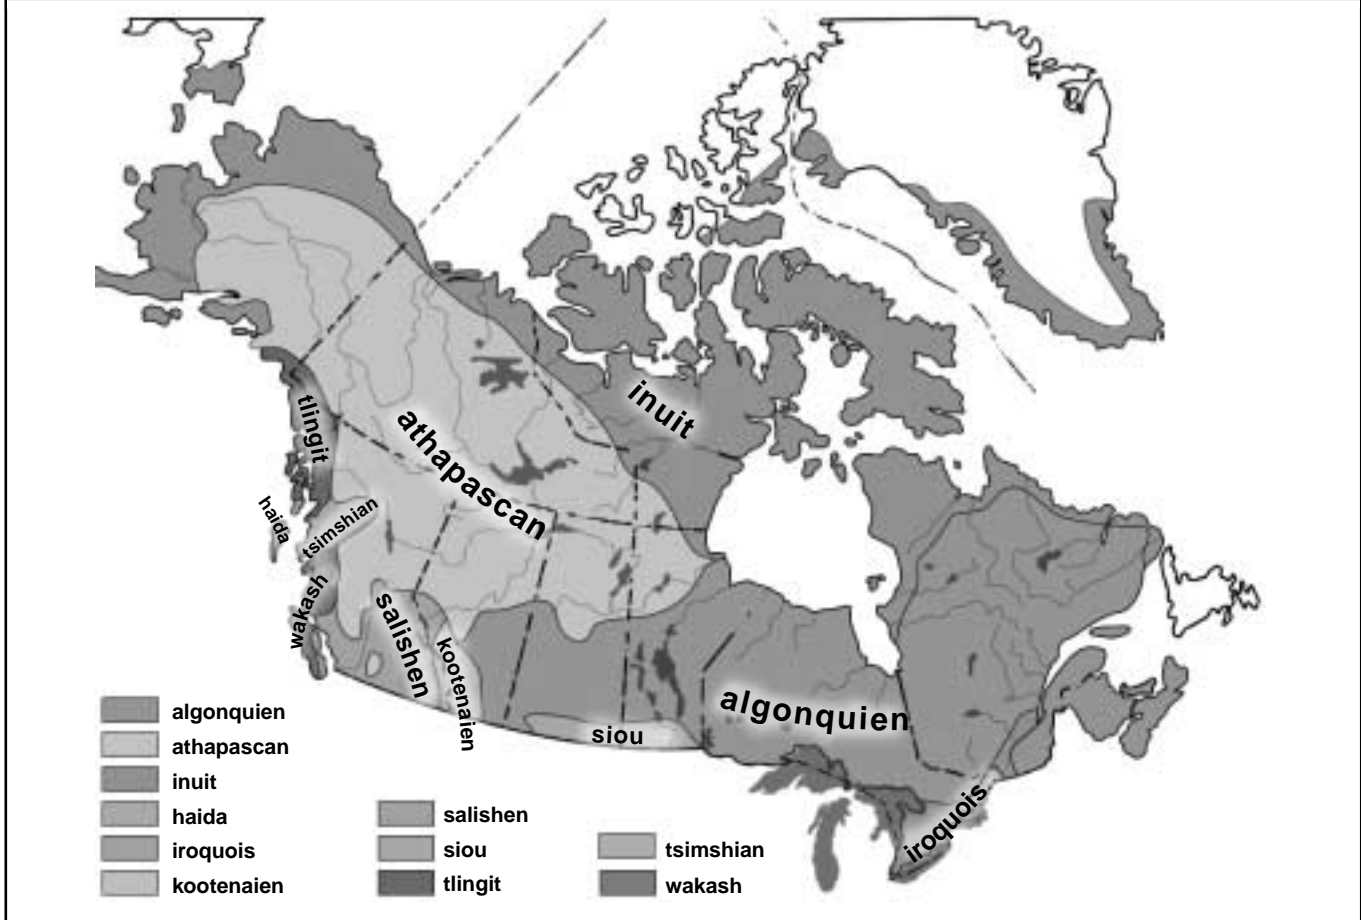 inuit
tlingit
athapascan
haida
tsimshian
wakash
salishen
kootenaien
algonquien
siou
iroquois
algonquien
athapascan
inuit
haida
iroquois
kootenaien
salishen
siou
tlingit
tsimshian
wakash